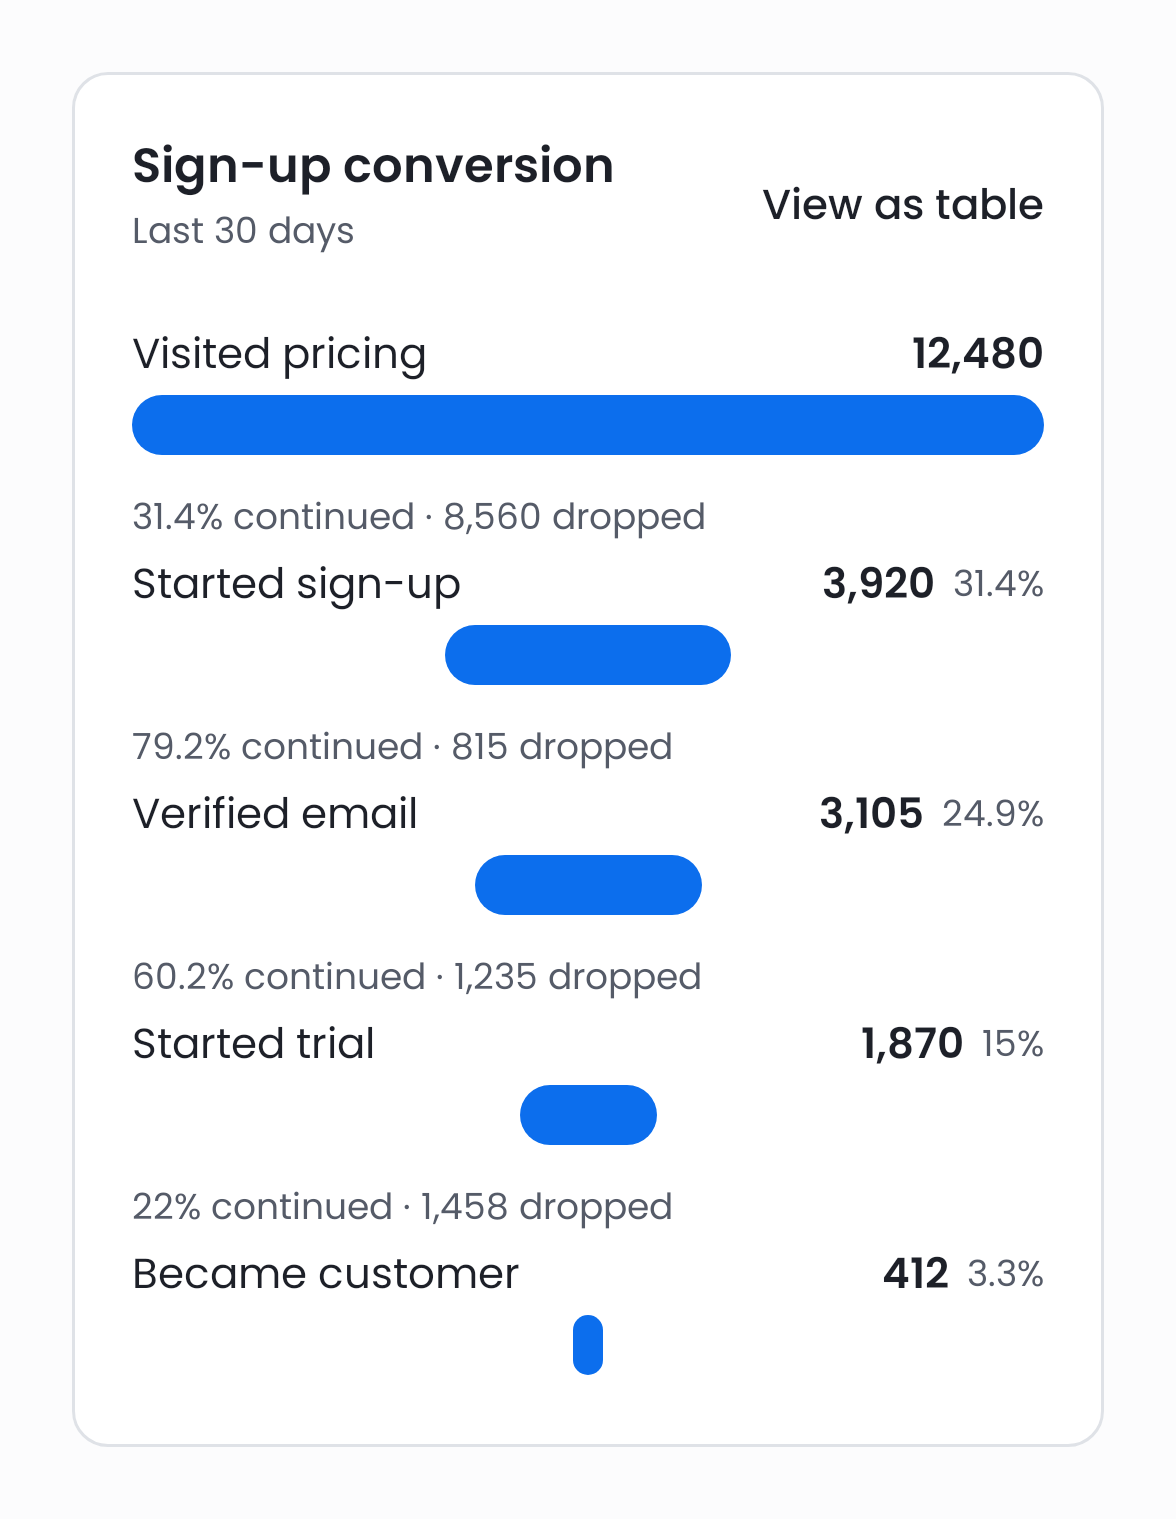 Sign-up conversion
Last 30 days
View as table
Visited pricing 12,480
31.4% continued · 8,560 dropped
Started sign-up 3,920 31.4%
79.2% continued · 815 dropped
Verified email 3,105 24.9%
60.2% continued · 1,235 dropped
Started trial 1,870 15%
22% continued · 1,458 dropped
Became customer 412 3.3%